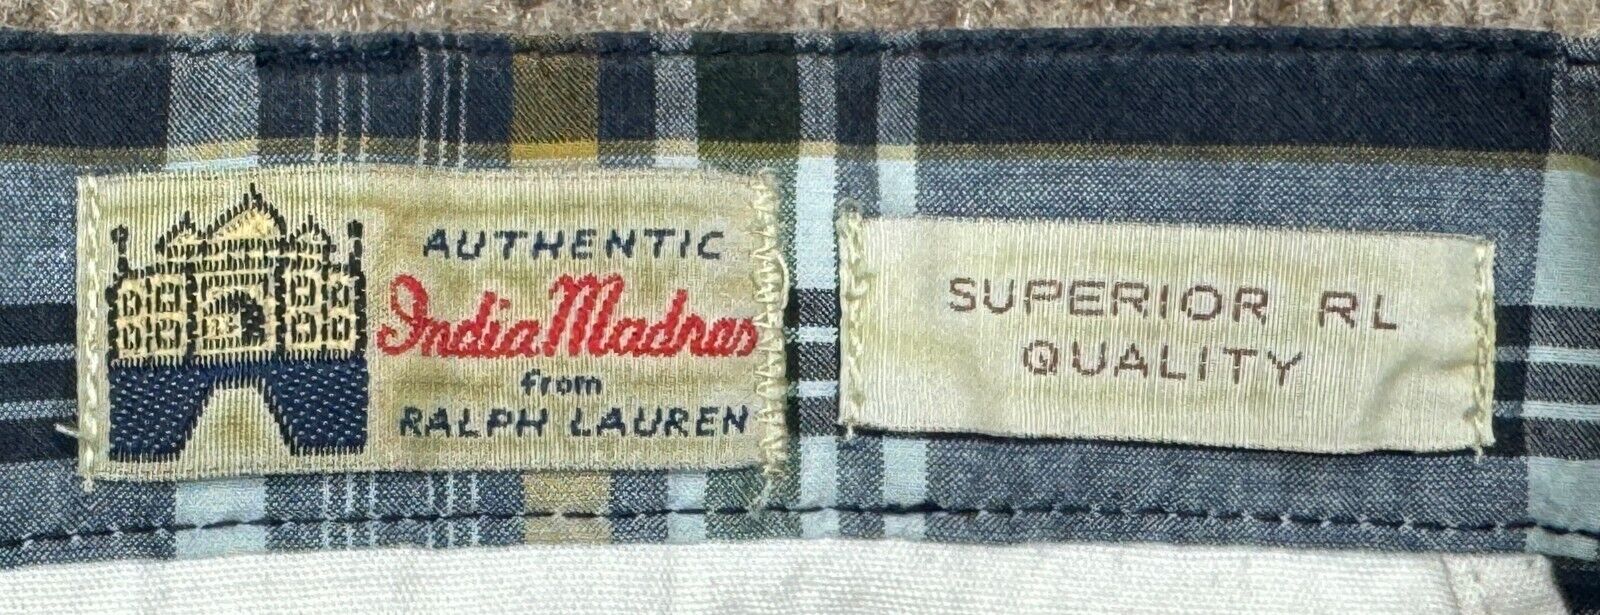 AUTHENTIC
India Madras
from
RALPH LAUREN
SUPERIOR RL
QUALITY